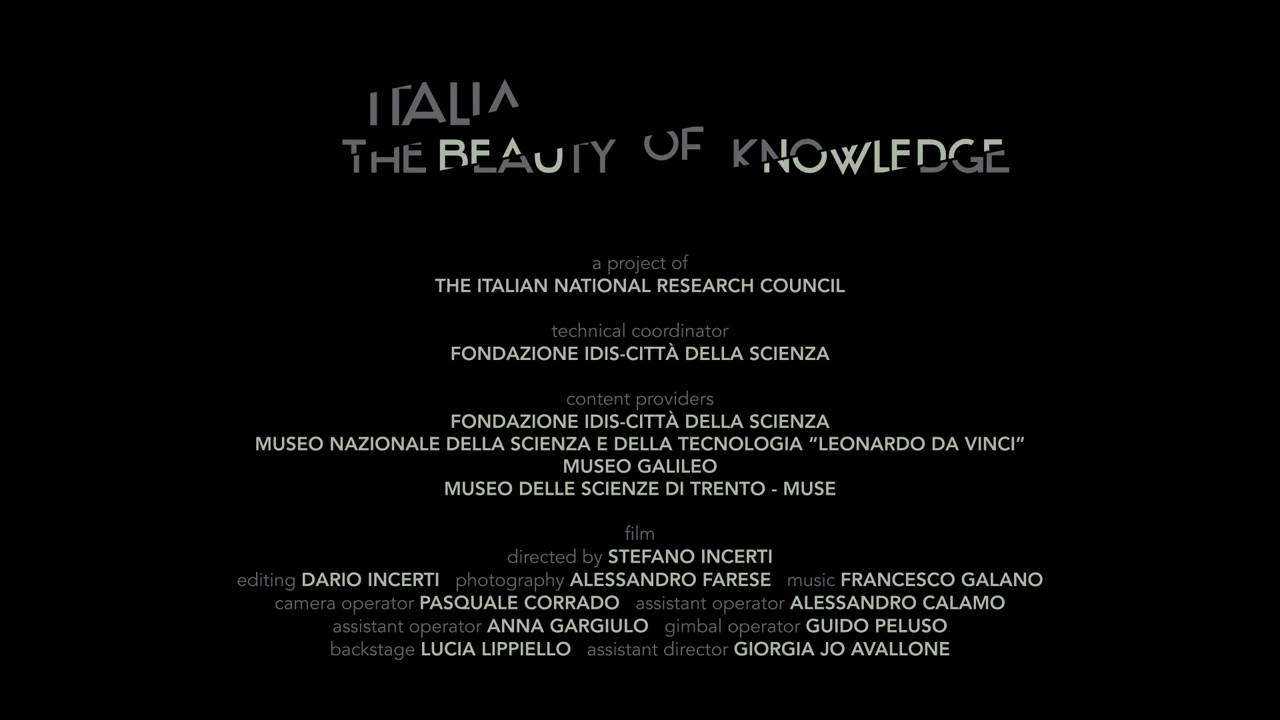 ITALIA
THE BEAUTY OF KNOWLEDGE
a project of
THE ITALIAN NATIONAL RESEARCH COUNCIL
technical coordinator
FONDAZIONE IDIS-CITTÀ DELLA SCIENZA
content providers
FONDAZIONE IDIS-CITTÀ DELLA SCIENZA
MUSEO NAZIONALE DELLA SCIENZA E DELLA TECNOLOGIA “LEONARDO DA VINCI”
MUSEO GALILEO
MUSEO DELLE SCIENZE DI TRENTO - MUSE
film
directed by STEFANO INCERTI
editing DARIO INCERTI photography ALESSANDRO FARESE music FRANCESCO GALANO
camera operator PASQUALE CORRADO assistant operator ALESSANDRO CALAMO
assistant operator ANNA GARGIULO gimbal operator GUIDO PELUSO
backstage LUCIA LIPPIELLO assistant director GIORGIA JO AVALLONE